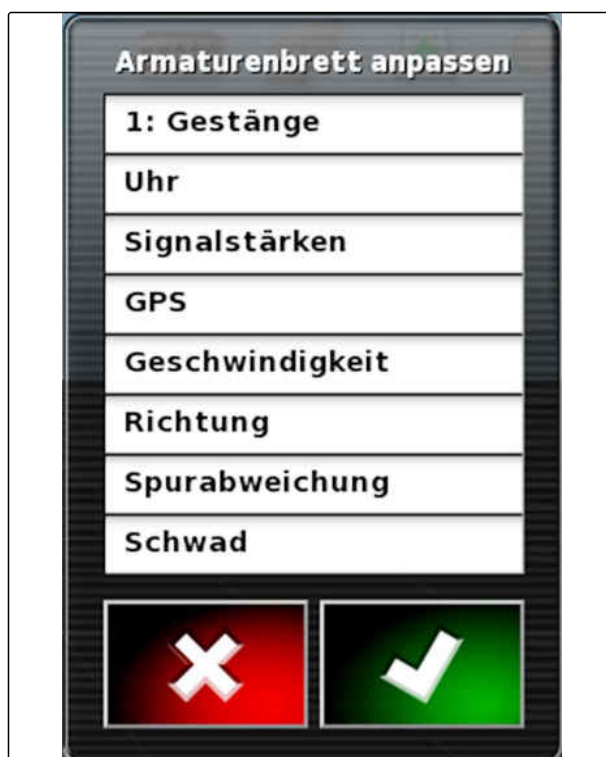 Armaturenbrett anpassen
1: Gestänge
Uhr
Signalstärken
GPS
Geschwindigkeit
Richtung
Spurabweichung
Schwad